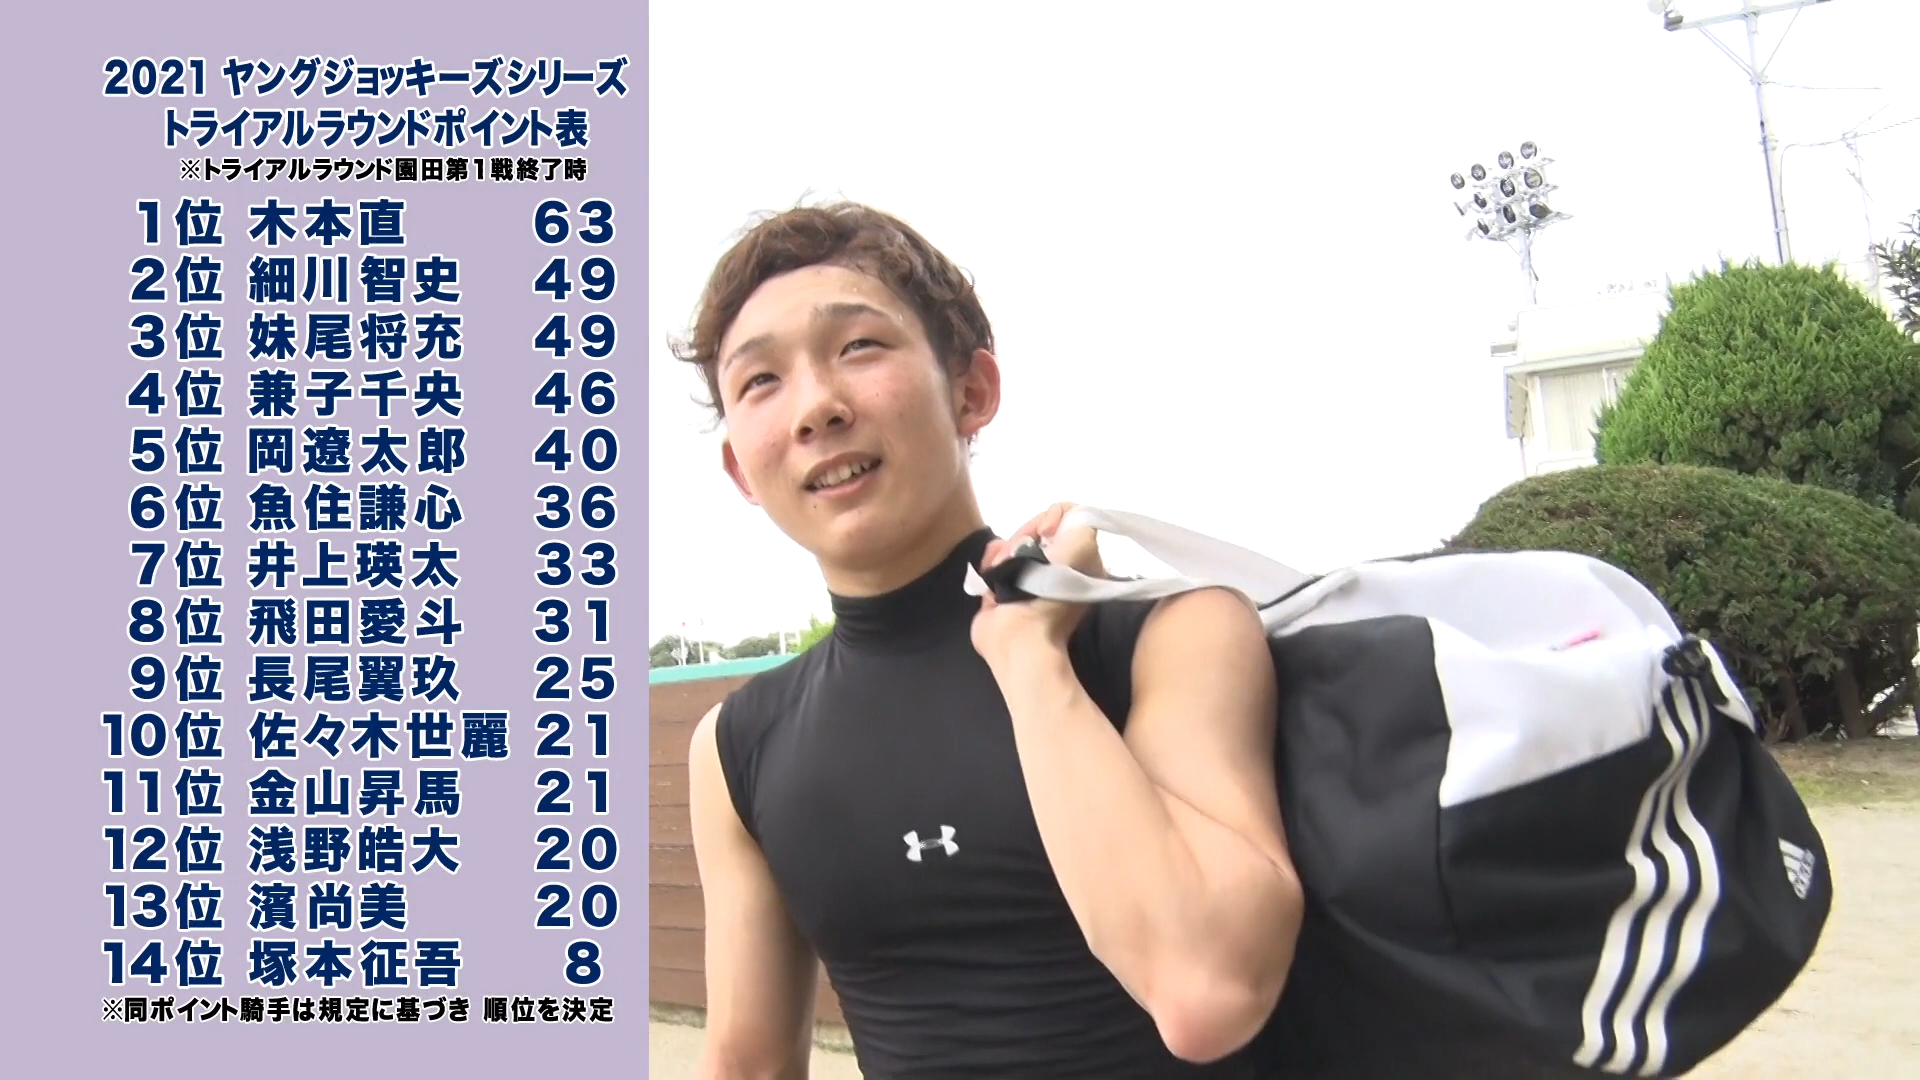 2021 ヤングジョッキーズシリーズ
トライアルラウンドポイント表
※トライアルラウンド園田第1戦終了時
1位 木本直 63
2位 細川智史 49
3位 妹尾将充 49
4位 兼子千央 46
5位 岡遼太郎 40
6位 魚住謙心 36
7位 井上瑛太 33
8位 飛田愛斗 31
9位 長尾翼玖 25
10位 佐々木世麗 21
11位 金山昇馬 21
12位 浅野皓大 20
13位 濱尚美 20
14位 塚本征吾 8
※同ポイント騎手は規定に基づき 順位を決定
adidas